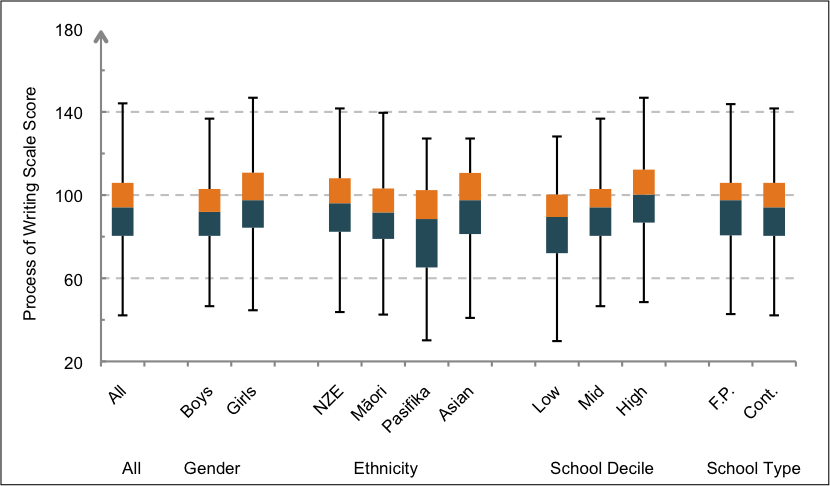 180
140
100
60
20
Process of Writing Scale Score
All
Boys
Girls
NZE
Māori
Pasifika
Asian
Low
Mid
High
F.P.
Cont.
All Gender Ethnicity School Decile School Type